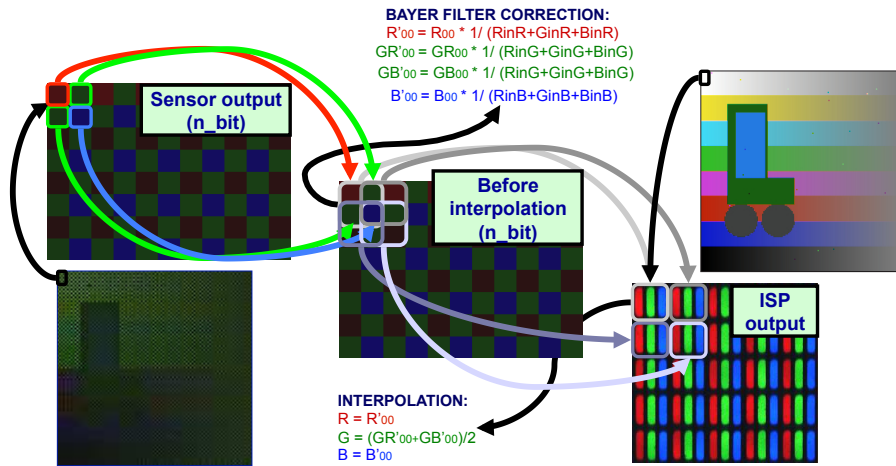 BAYER FILTER CORRECTION:
R'00 = R00 * 1/ (RinR+GinR+BinR)
GR'00 = GR00 * 1/ (RinG+GinG+BinG)
GB'00 = GB00 * 1/ (RinG+GinG+BinG)
B'00 = B00 * 1/ (RinB+GinB+BinB)
Sensor output
(n_bit)
Before
interpolation
(n_bit)
ISP
output
INTERPOLATION:
R = R'00
G = (GR'00+GB'00)/2
B = B'00